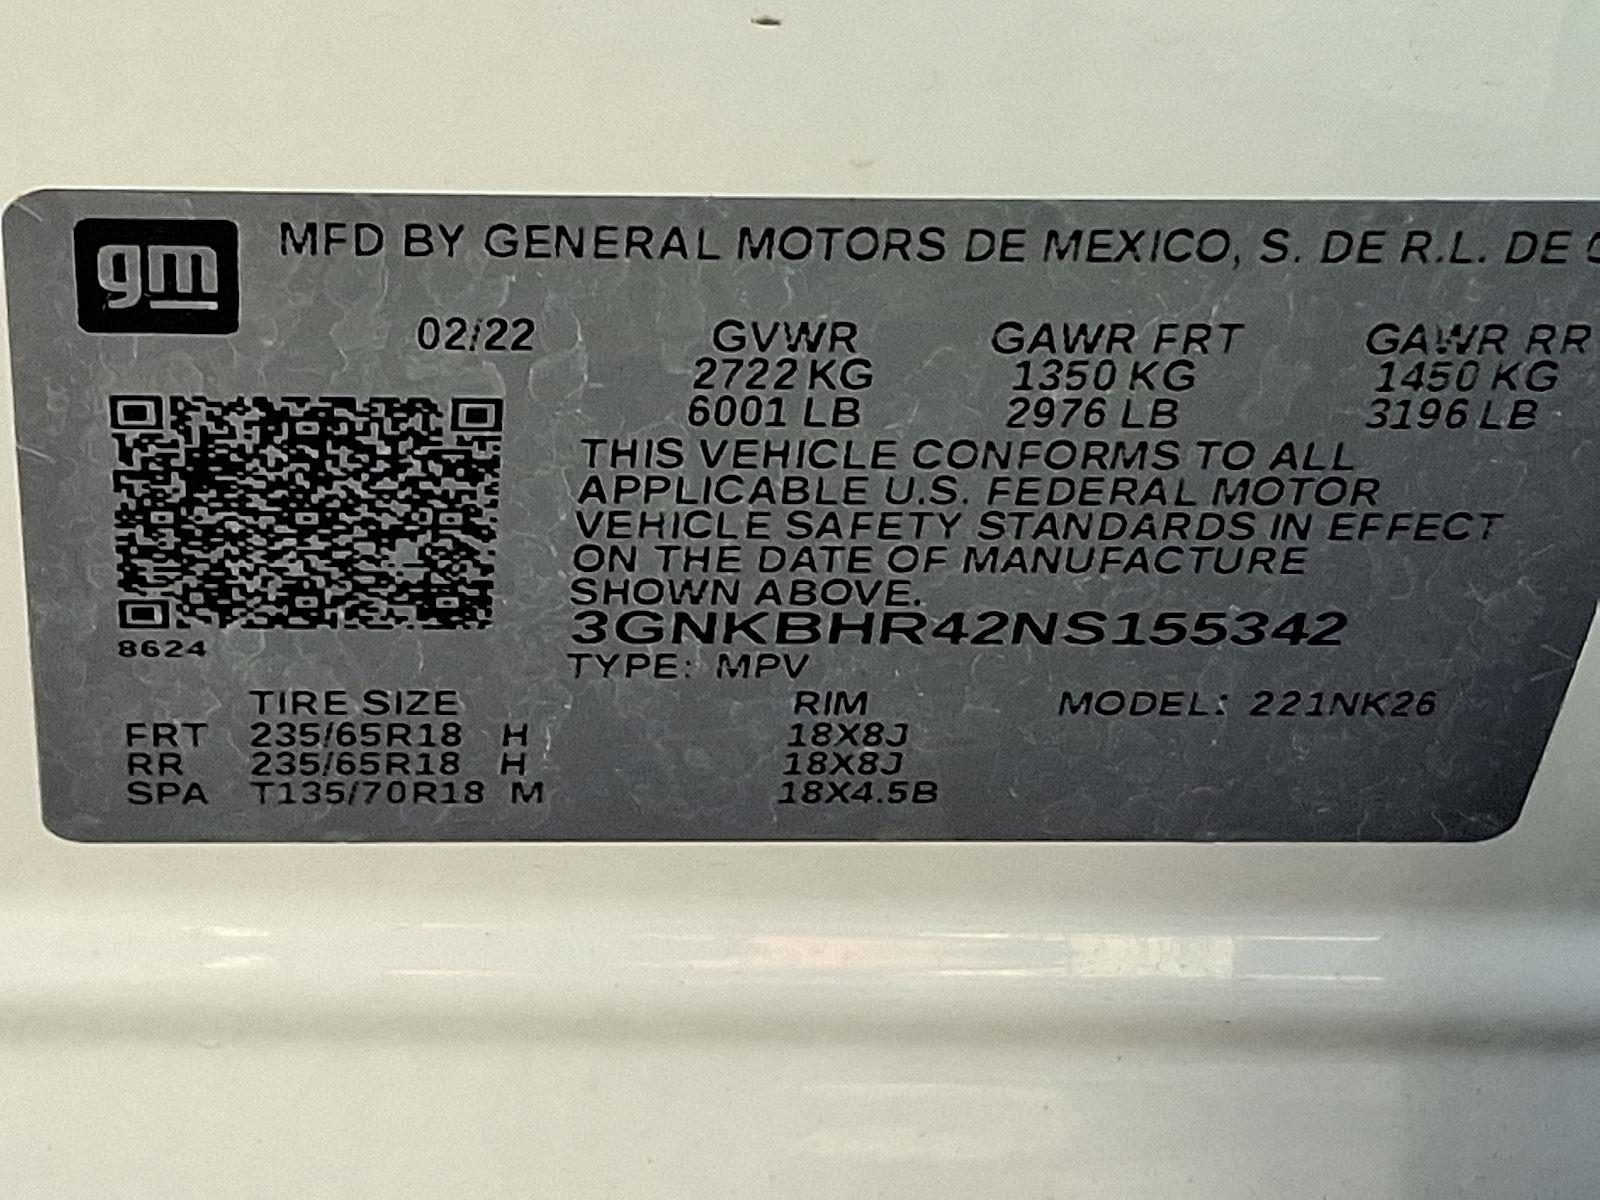 gm
MFD BY GENERAL MOTORS DE MEXICO, S. DE R.L. DE
02/22 GVWR GAWR FRT GAWR RR
2722 KG 1350 KG 1450 KG
6001 LB 2976 LB 3196 LB
THIS VEHICLE CONFORMS TO ALL
APPLICABLE U.S. FEDERAL MOTOR
VEHICLE SAFETY STANDARDS IN EFFECT
ON THE DATE OF MANUFACTURE
SHOWN ABOVE.
3GNKBHR42NS155342
8624
TYPE: MPV
TIRE SIZE RIM MODEL: 221NK26
FRT 235/65R18 H 18X8J
RR 235/65R18 H 18X8J
SPA T135/70R18 M 18X4.5B